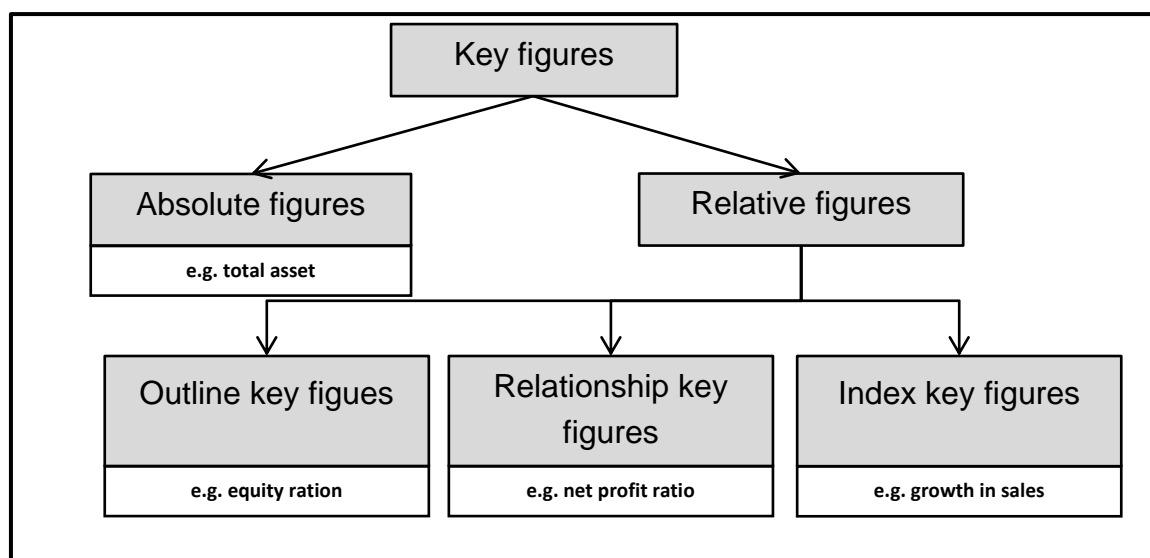 Key figures
Absolute figures
e.g. total asset
Relative figures
Outline key figues
e.g. equity ration
Relationship key
figures
e.g. net profit ratio
Index key figures
e.g. growth in sales